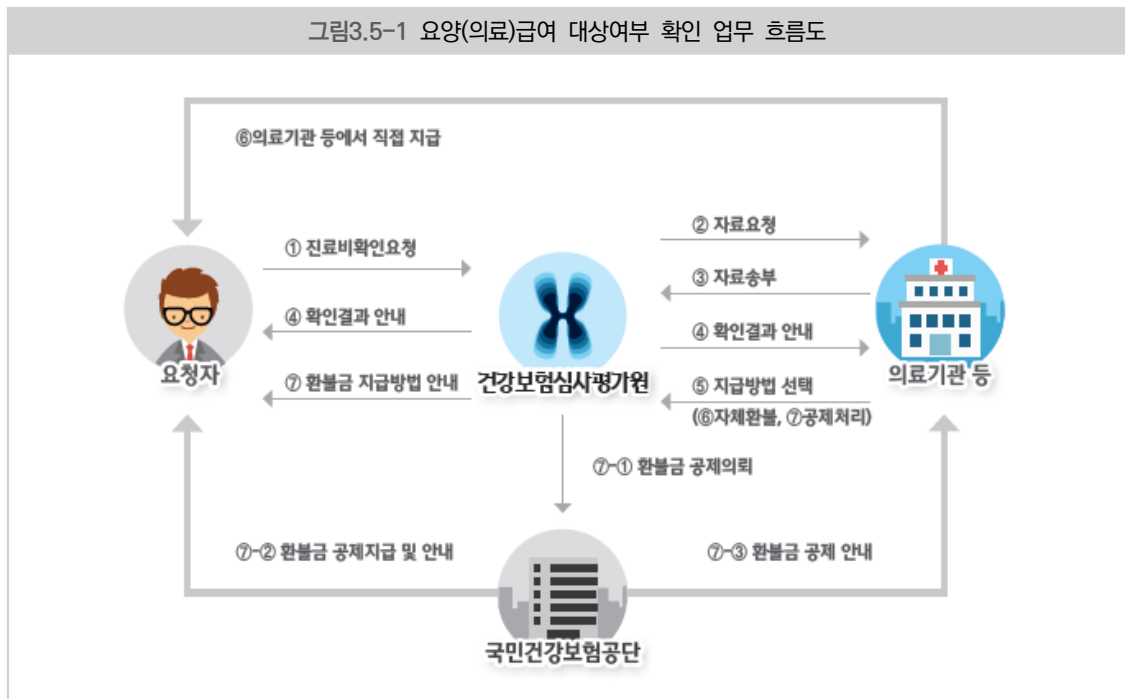 그림3.5-1 요양(의료)급여 대상여부 확인 업무 흐름도
⑥의료기관 등에서 직접 지급
① 진료비확인요청
② 자료요청
③ 자료송부
④ 확인결과 안내
④ 확인결과 안내
요청자
⑦ 환불금 지급방법 안내
건강보험심사평가원
⑤ 지급방법 선택
(⑥자체환불, ⑦공제처리)
의료기관 등
⑦-① 환불금 공제의뢰
⑦-② 환불금 공제지급 및 안내
⑦-③ 환불금 공제 안내
국민건강보험공단